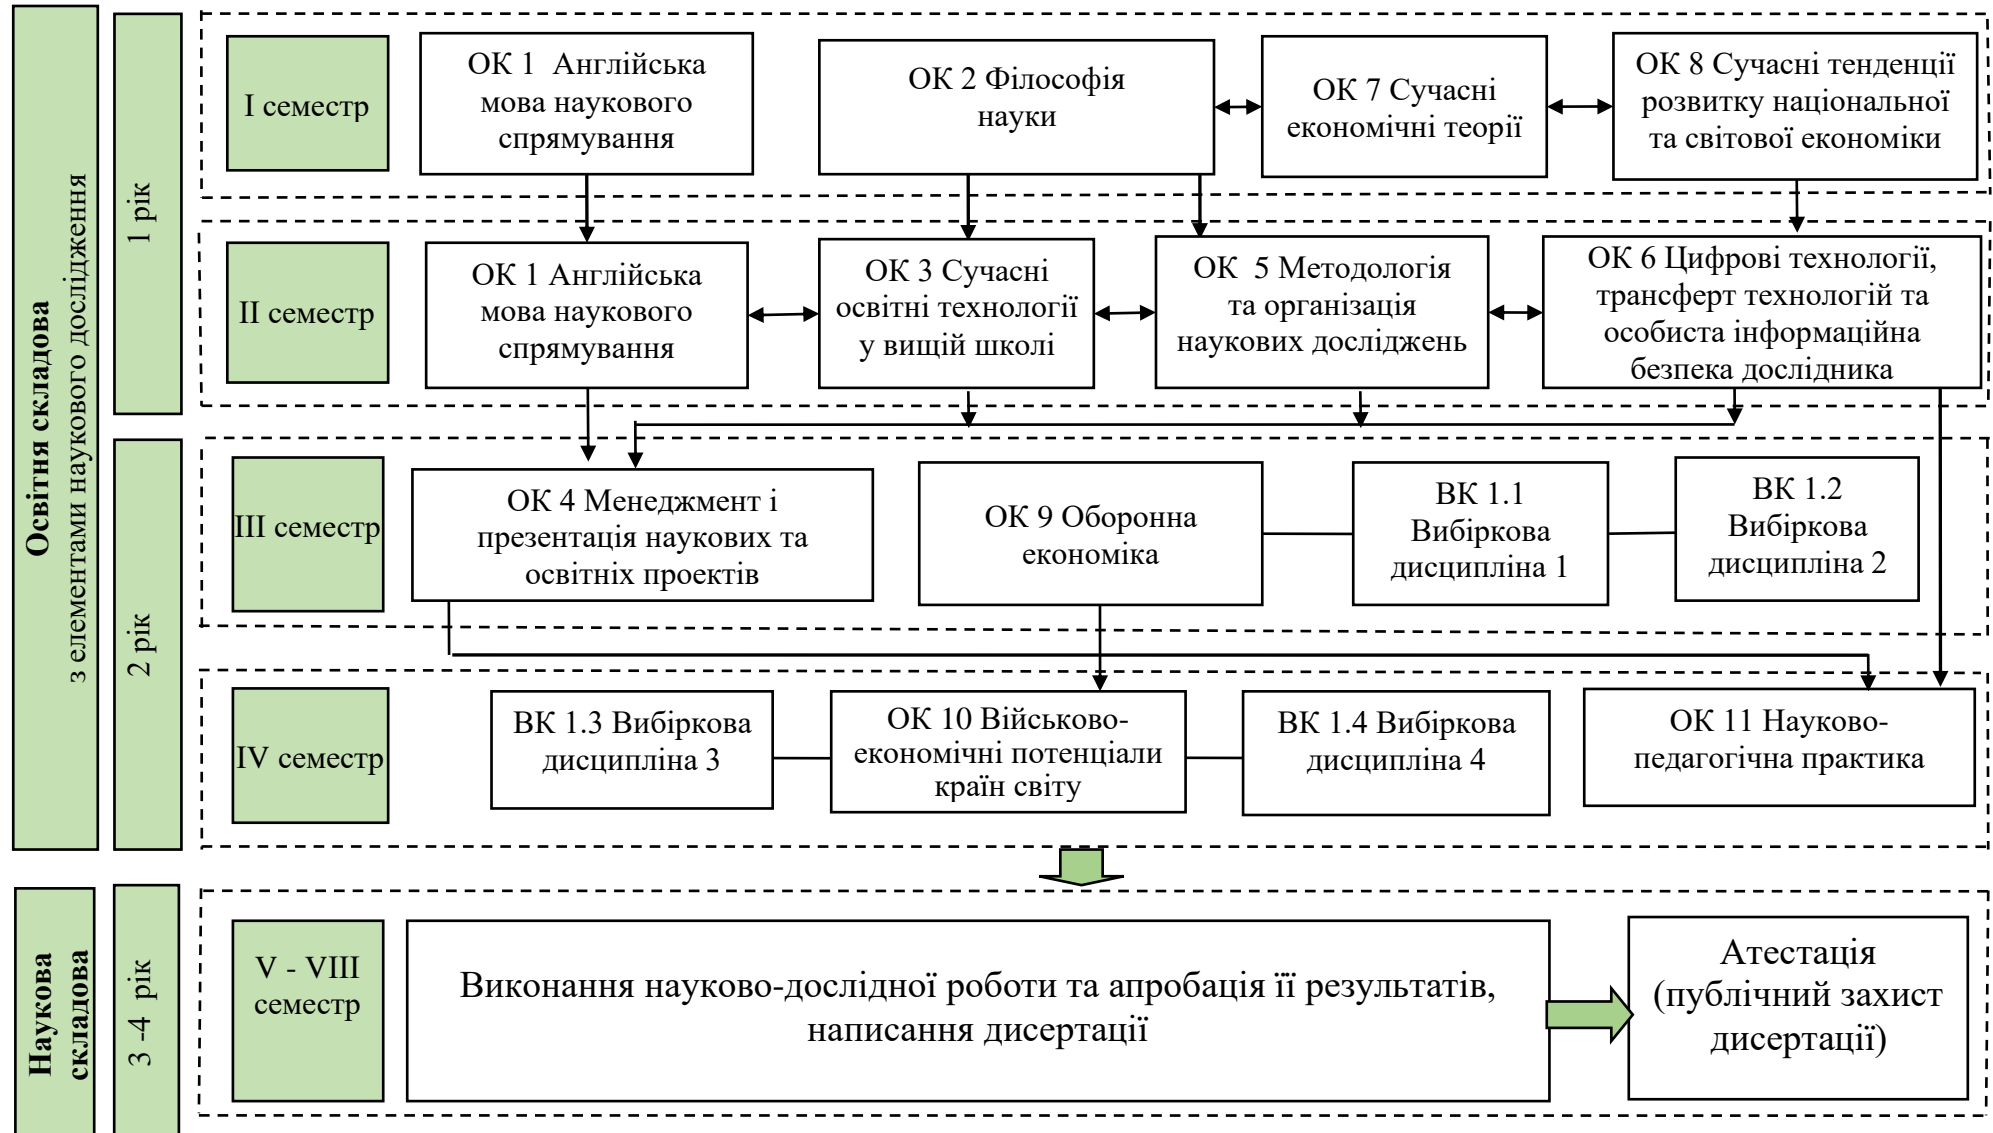 Освітня складова
з елементами наукового дослідження
1 рік
І семестр
ОК 1 Англійська
мова наукового
спрямування
ОК 2 Філософія
науки
ОК 7 Сучасні
економічні теорії
ОК 8 Сучасні тенденції
розвитку національної
та світової економіки
ІІ семестр
ОК 1 Англійська
мова наукового
спрямування
ОК 3 Сучасні
освітні технології
у вищій школі
ОК 5 Методологія
та організація
наукових досліджень
ОК 6 Цифрові технології,
трансферт технологій та
особиста інформаційна
безпека дослідника
2 рік
ІІІ семестр
ОК 4 Менеджмент і
презентація наукових та
освітніх проектів
ОК 9 Оборонна
економіка
ВК 1.1
Вибіркова
дисципліна 1
ВК 1.2
Вибіркова
дисципліна 2
IV семестр
ВК 1.3 Вибіркова
дисципліна 3
ОК 10 Військово-
економічні потенціали
країн світу
ВК 1.4 Вибіркова
дисципліна 4
ОК 11 Науково-
педагогічна практика
Наукова
складова
3 -4 рік
V - VIII
семестр
Виконання науково-дослідної роботи та апробація її результатів,
написання дисертації
Атестація
(публічний захист
дисертації)